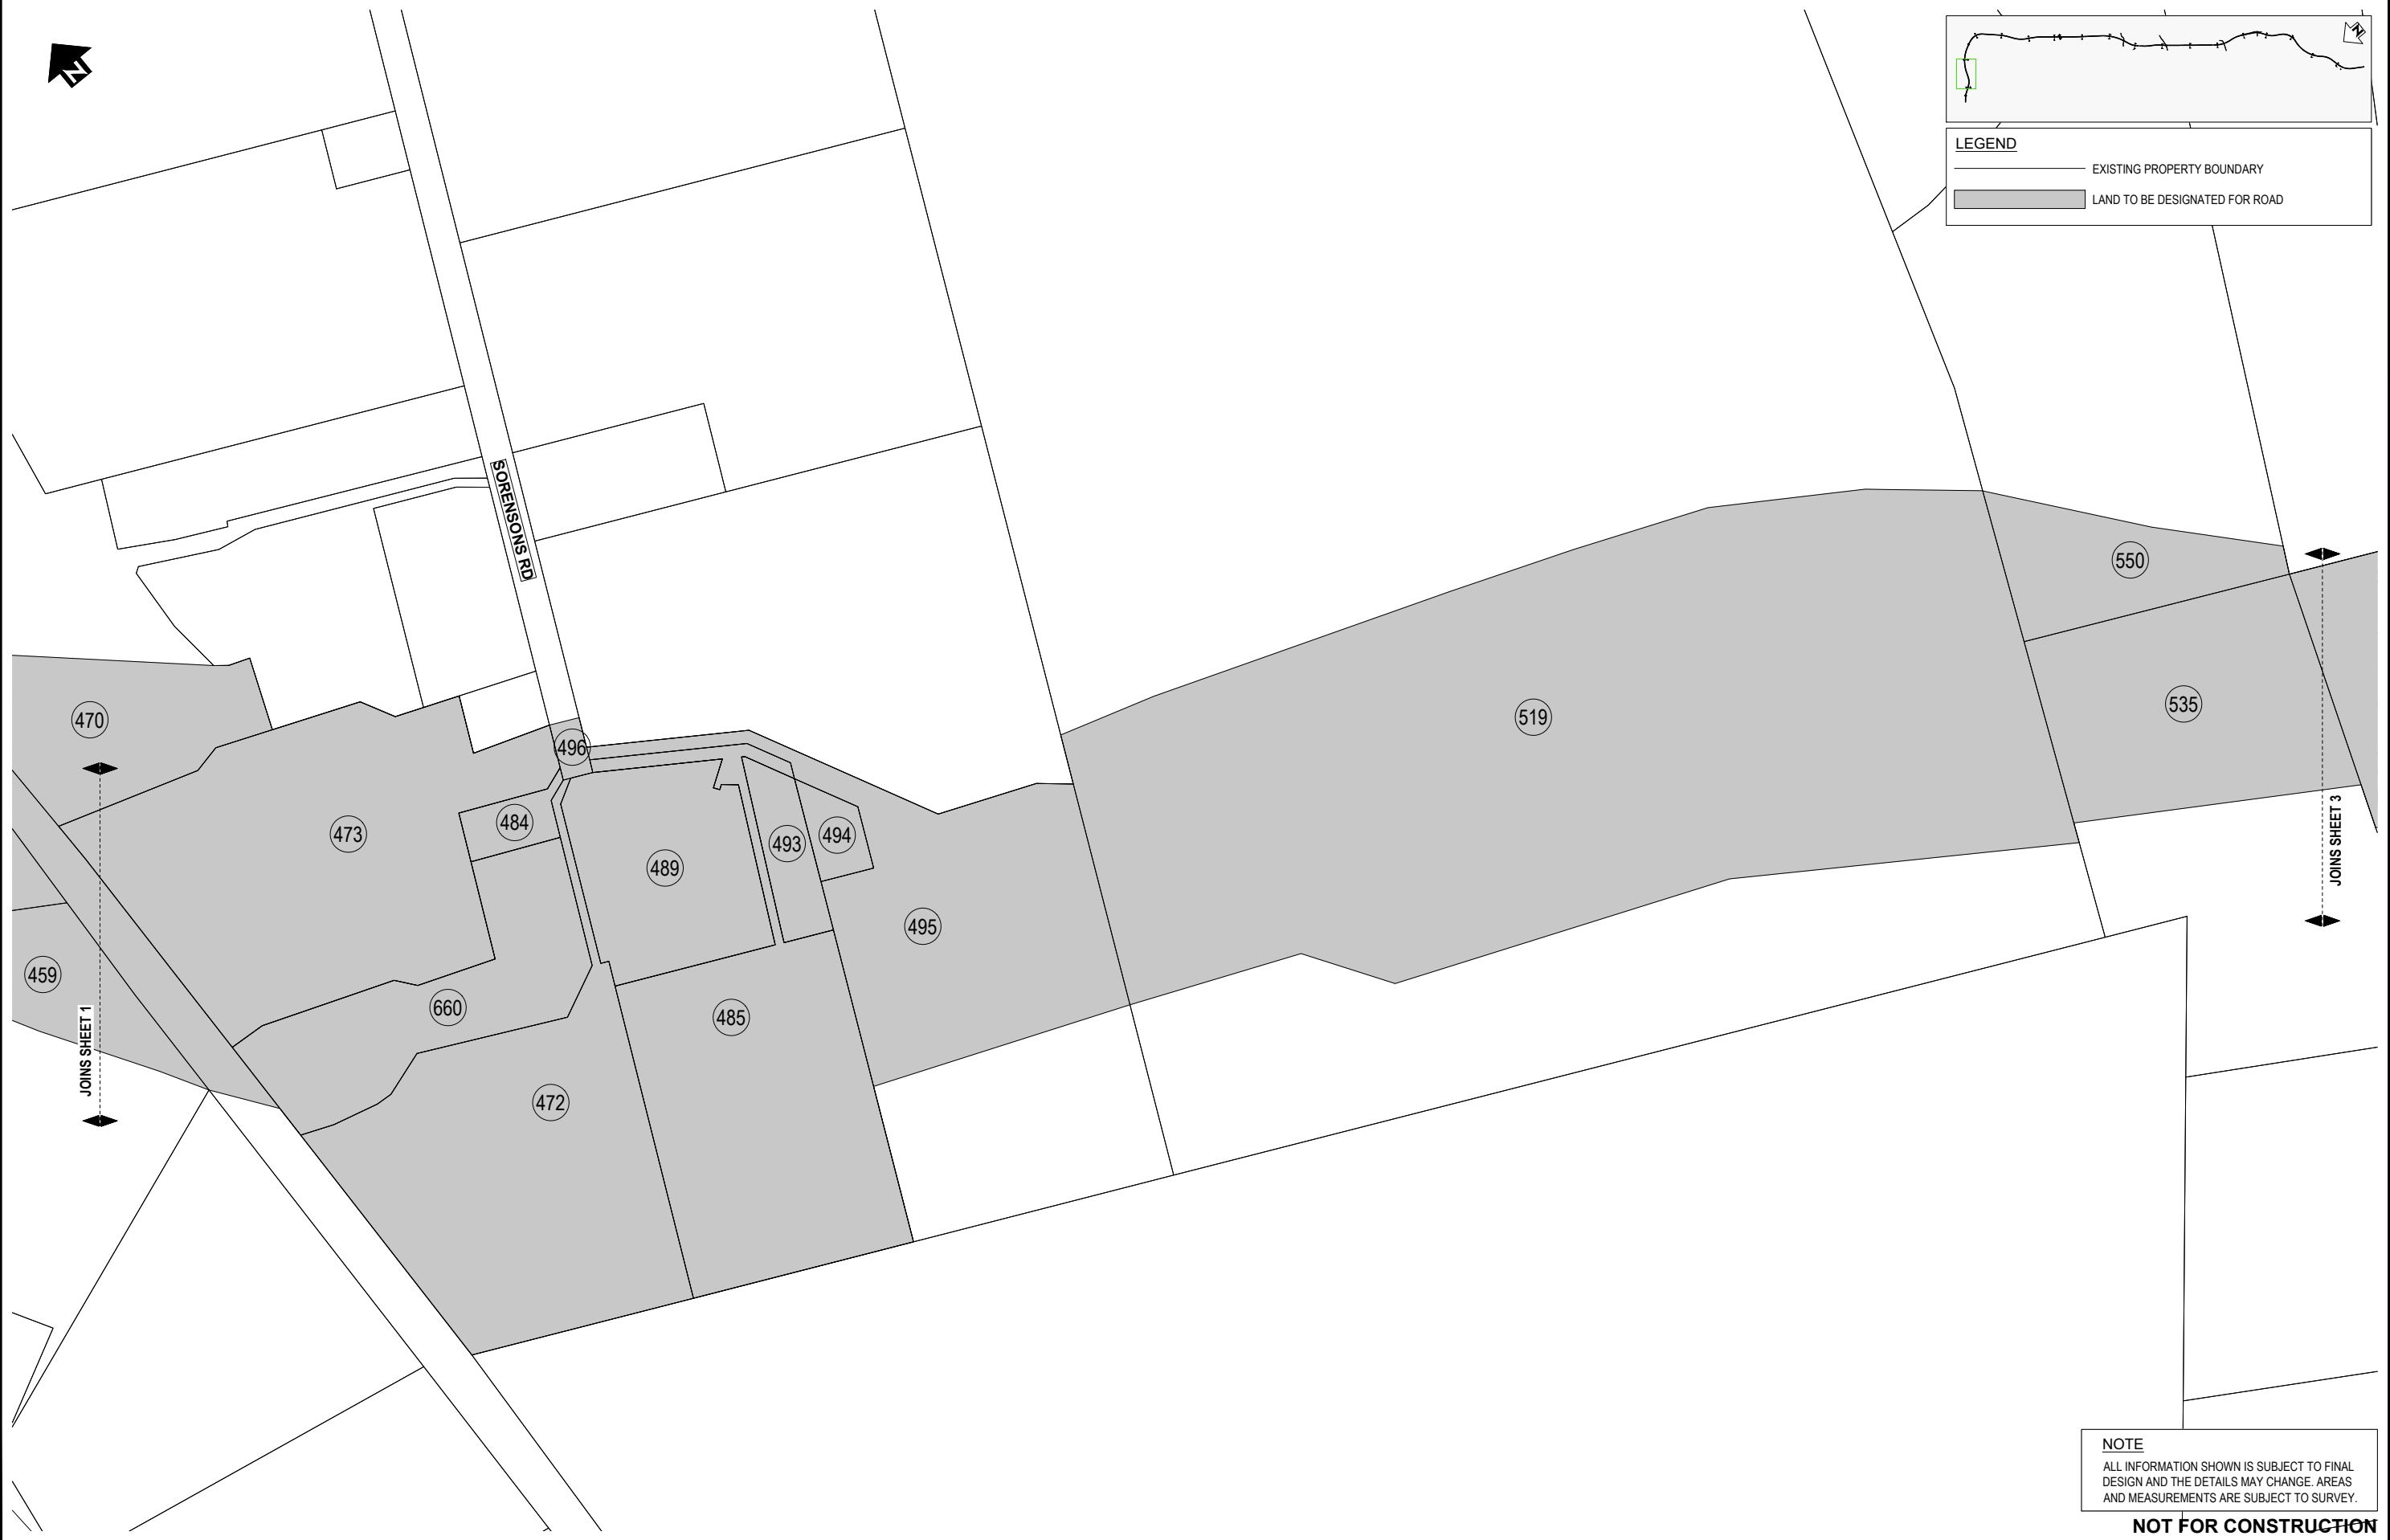 N
N
LEGEND
EXISTING PROPERTY BOUNDARY
LAND TO BE DESIGNATED FOR ROAD
SORENSONS RD
550
470
496
519
535
473
484
493
494
489
JOINS SHEET 3
495
459
660
485
JOINS SHEET 1
472
NOTE
ALL INFORMATION SHOWN IS SUBJECT TO FINAL
DESIGN AND THE DETAILS MAY CHANGE. AREAS
AND MEASUREMENTS ARE SUBJECT TO SURVEY.
NOT FOR CONSTRUCTION